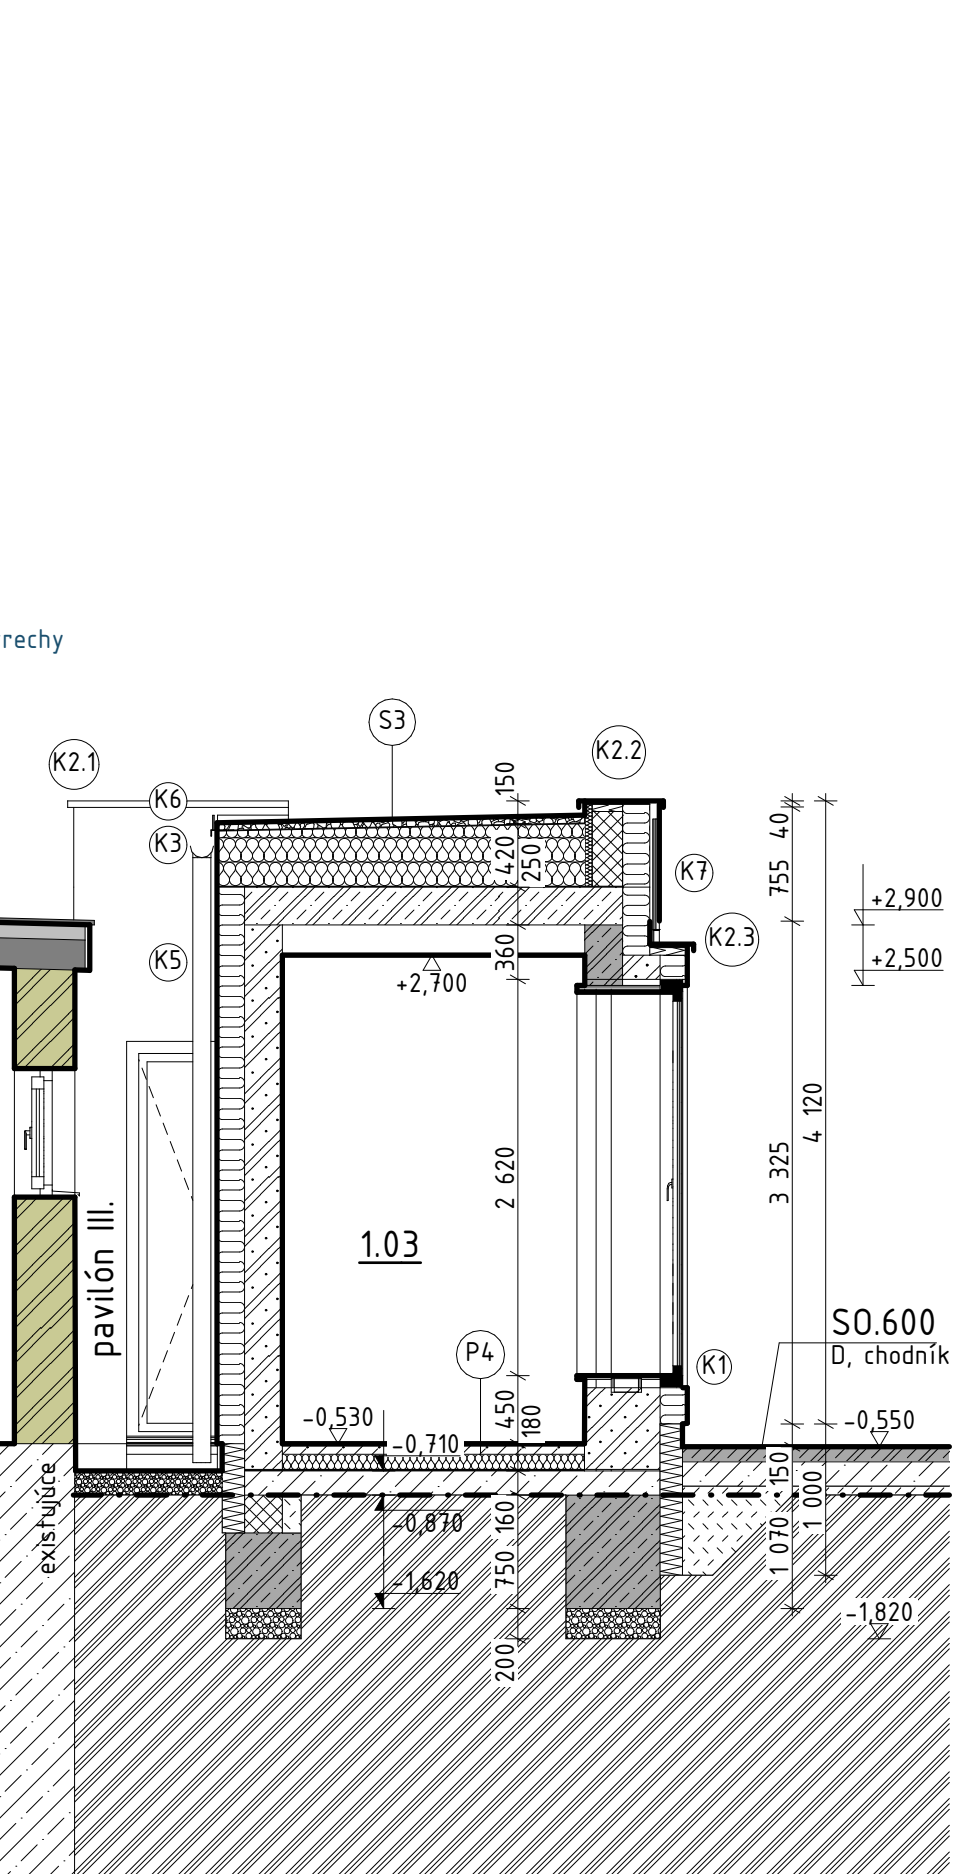 rechy
S3
K2.1
K2.2
K6
K3
K7
K2.3
K5
150
420
250
360
2 620
450
180
160
750
200
40
755
3 325
150
1 070
4 120
1 000
+2,900
+2,500
+2,700
1.03
pavilón III.
existujúce
P4
K1
SO.600
D, chodník
-0,530
-0,710
-0,550
-0,870
-1,620
-1,820